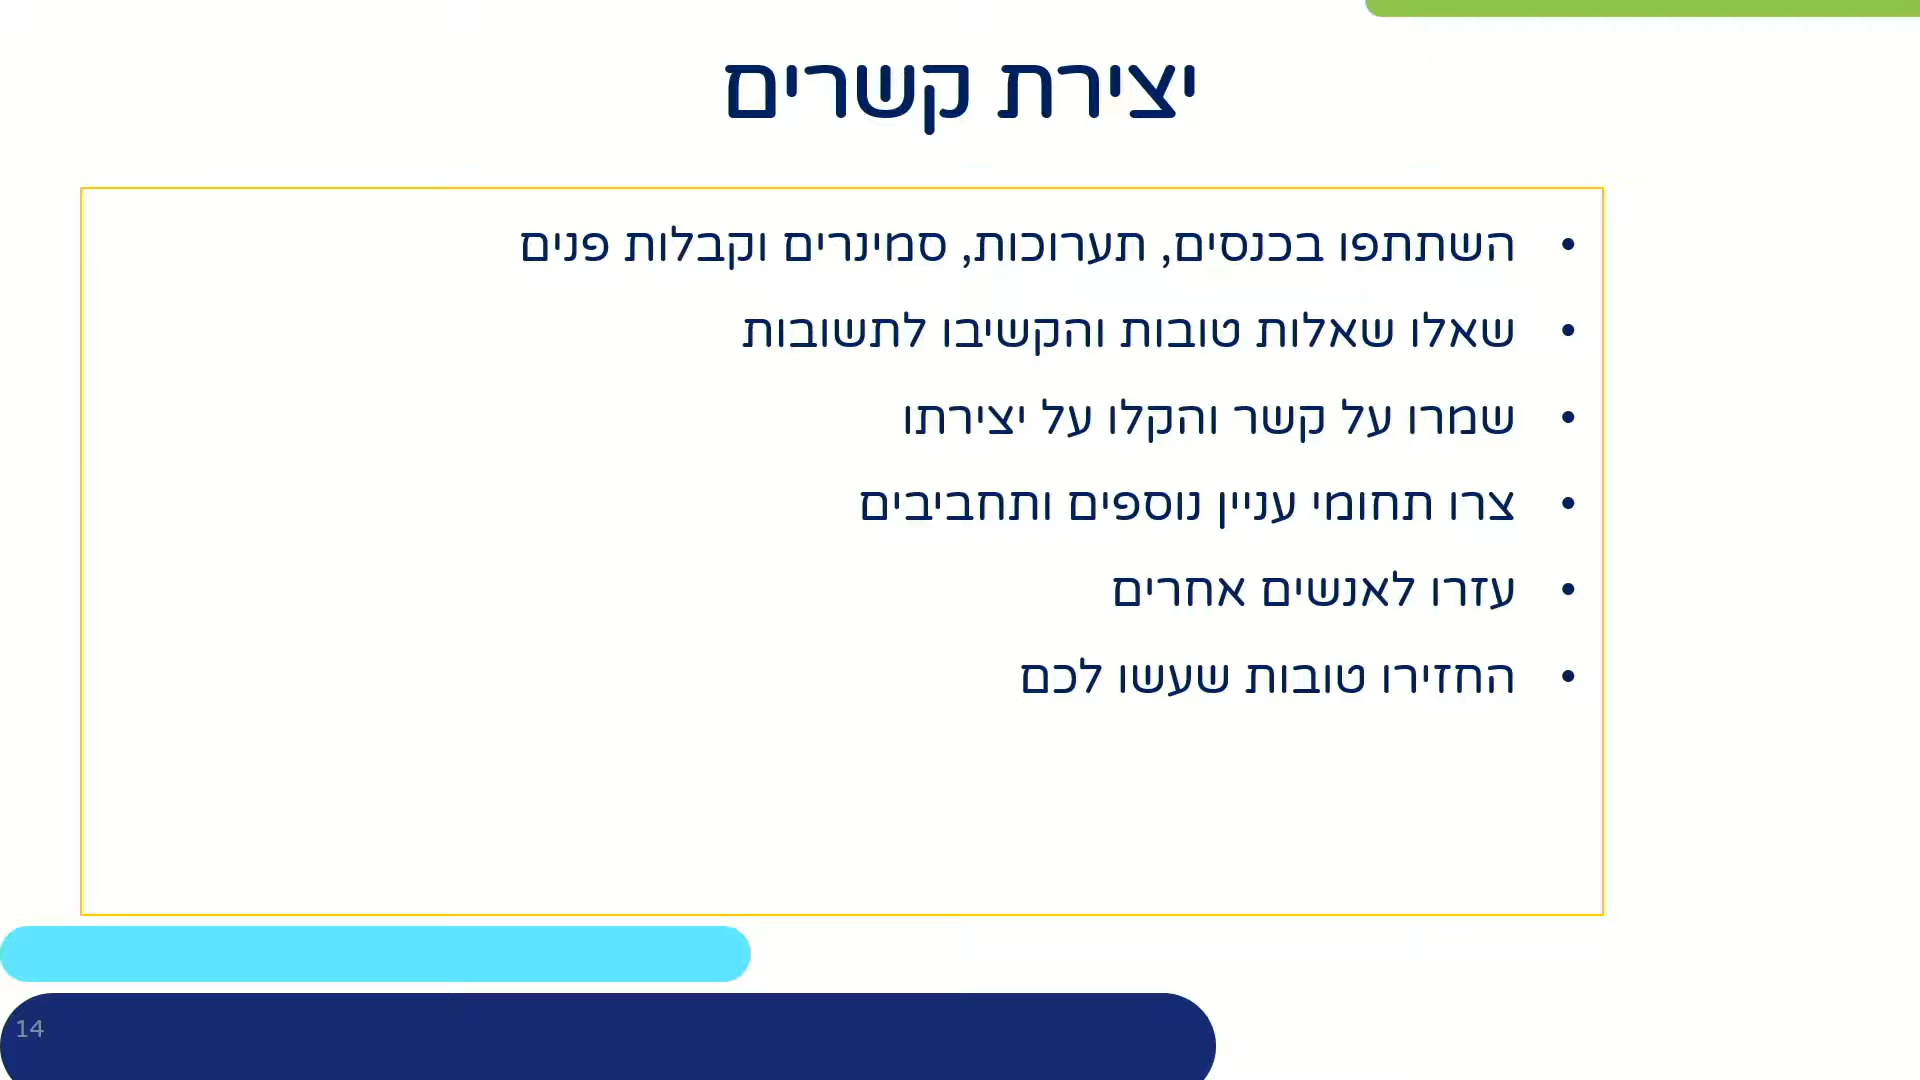 יצירת קשרים
• השתתפו בכנסים, תערוכות, סמינרים וקבלות פנים
• שאלו שאלות טובות והקשיבו לתשובות
• שמרו על קשר והקלו על יצירתו
• צרו תחומי עניין נוספים ותחביבים
• עזרו לאנשים אחרים
• החזירו טובות שעשו לכם
14